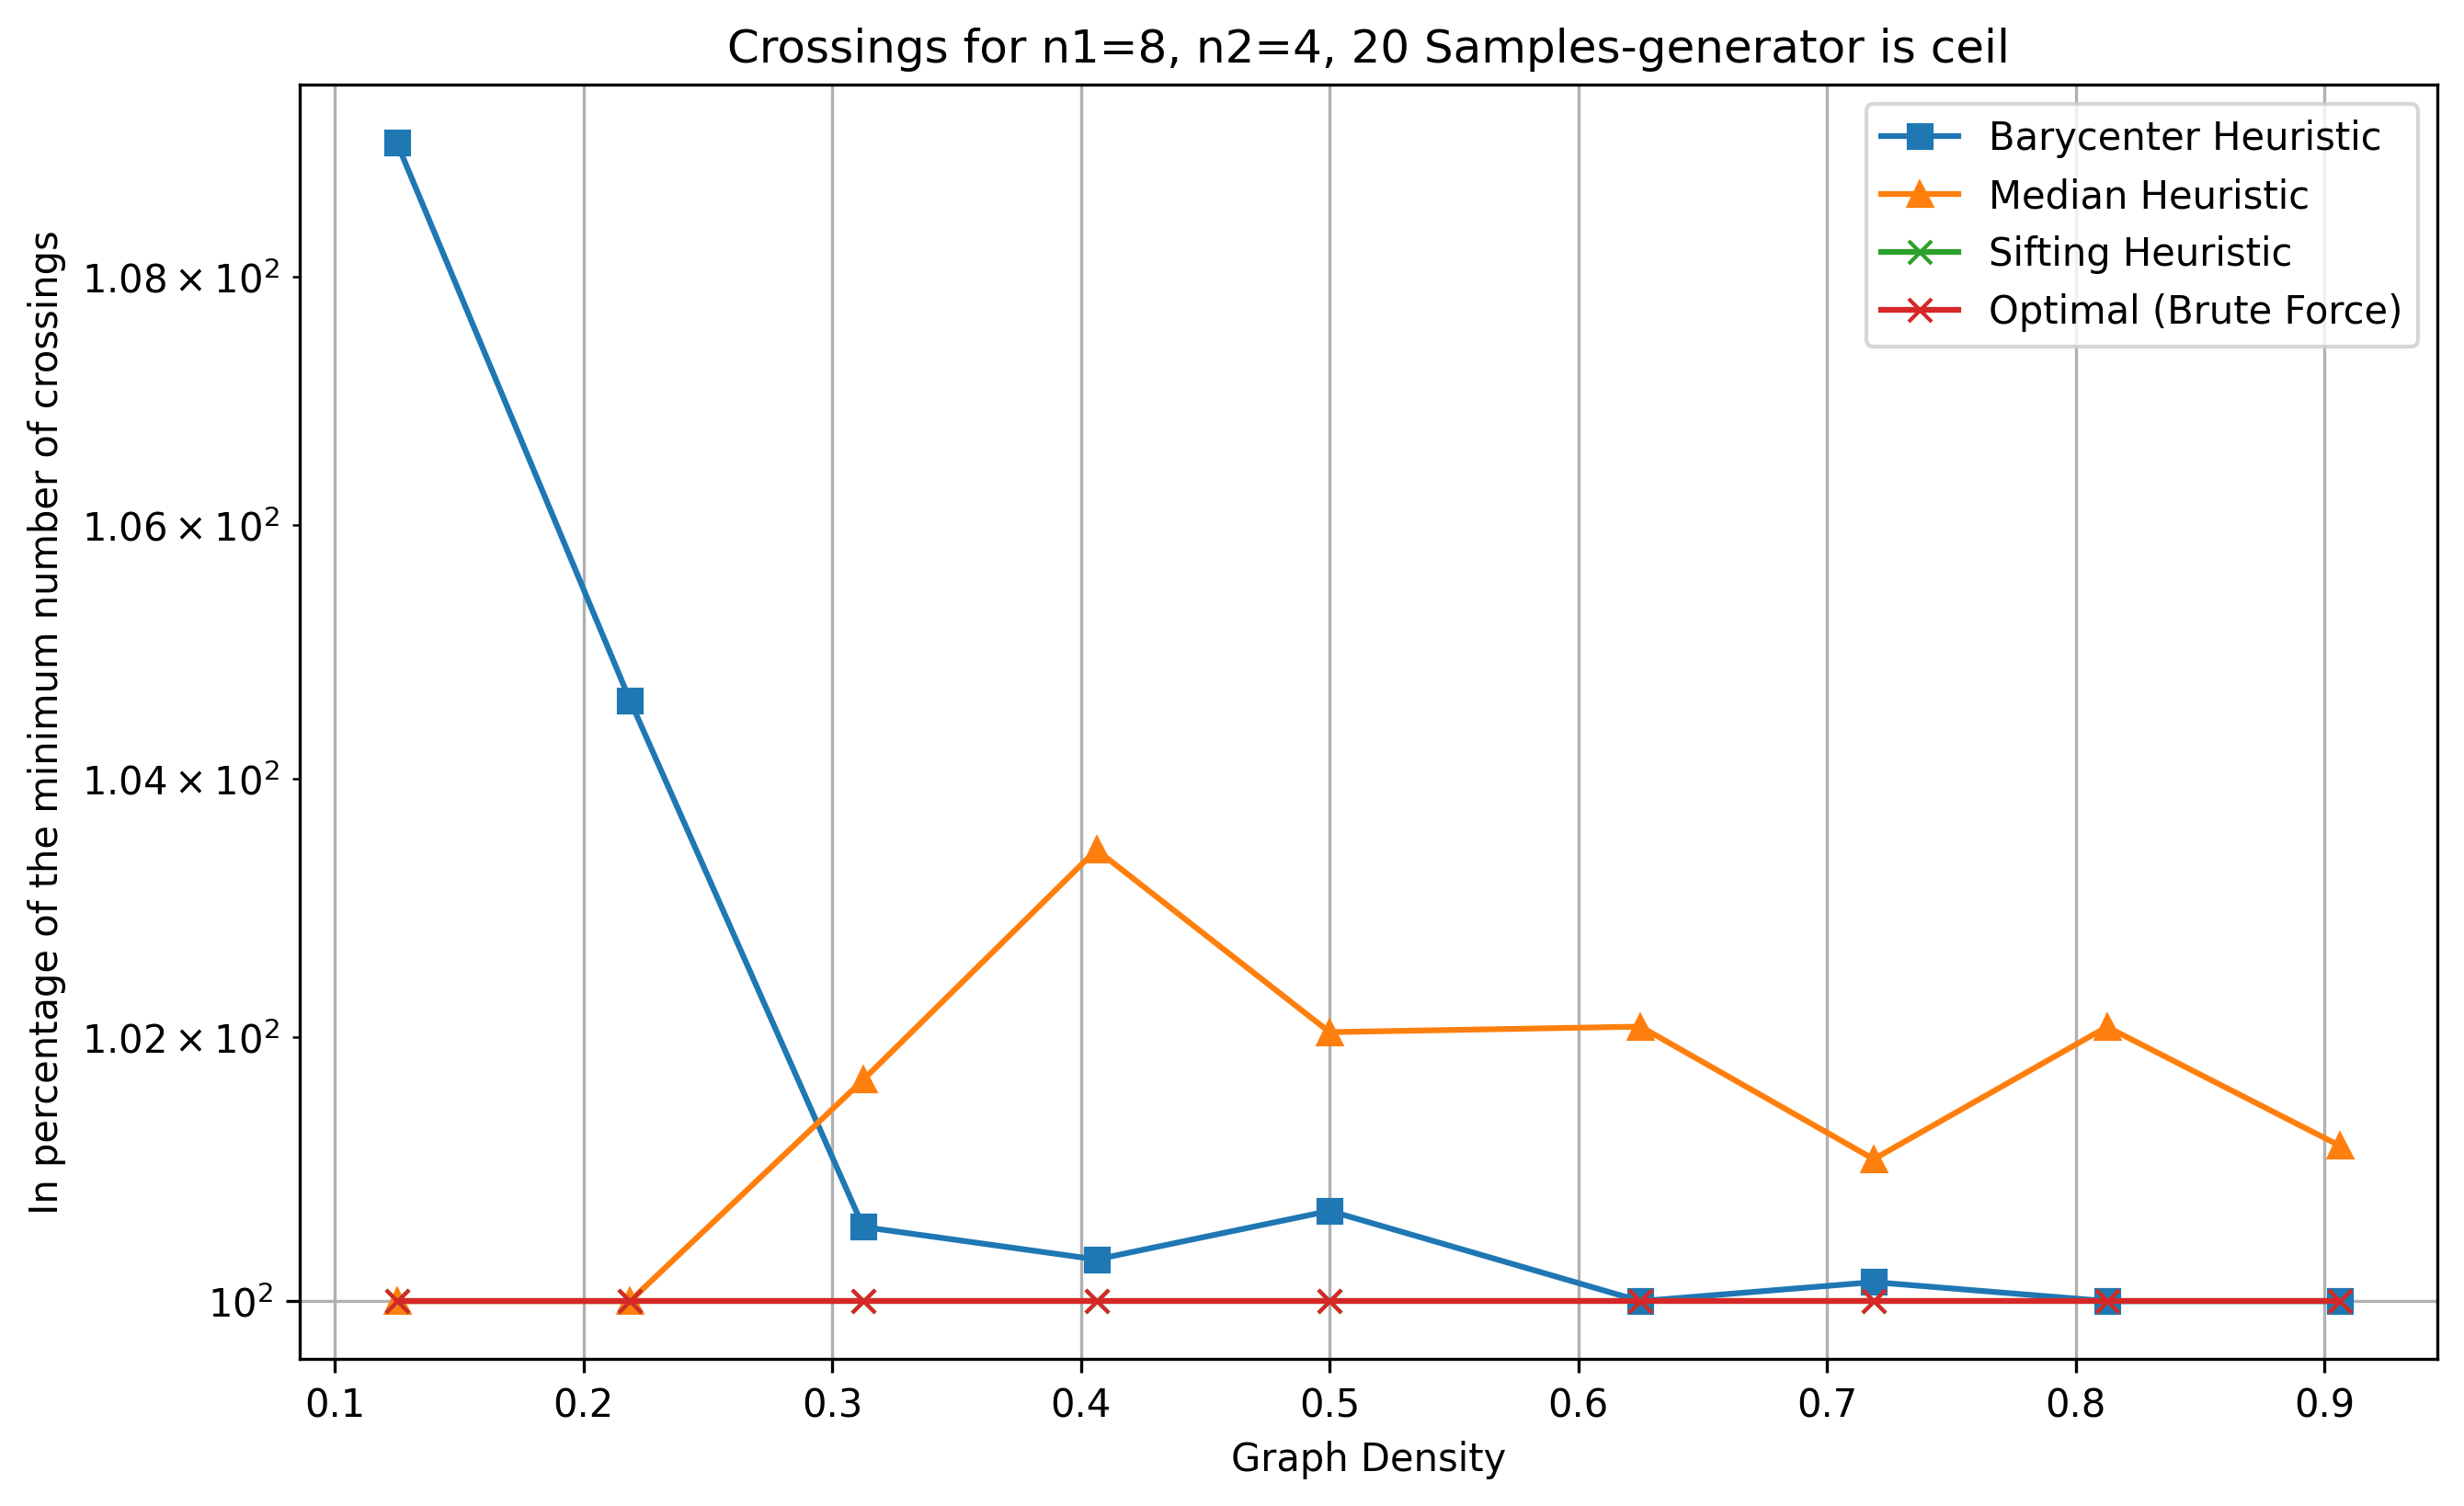 Crossings for n1=8, n2=4, 20 Samples-generator is ceil
Barycenter Heuristic
Median Heuristic
Sifting Heuristic
Optimal (Brute Force)
In percentage of the minimum number of crossings
1.08 × 10²
1.06 × 10²
1.04 × 10²
1.02 × 10²
10²
0.1 0.2 0.3 0.4 0.5 0.6 0.7 0.8 0.9
Graph Density